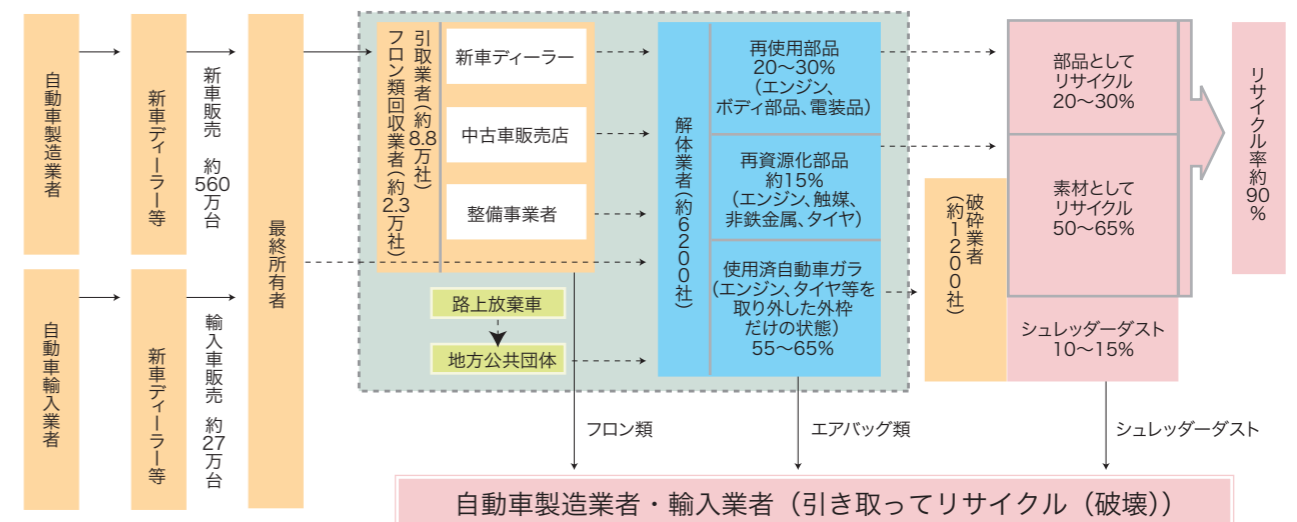 自動車製造業者
新車ディーラー等
新車販売 約560万台
自動車輸入業者
新車ディーラー等
輸入車販売 約27万台
最終所有者
引取業者（約8.8万社）
フロン類回収業者（約2.3万社）
新車ディーラー
中古車販売店
整備事業者
路上放棄車
地方公共団体
解体業者（約6200社）
再使用部品
20〜30%
（エンジン、
ボディ部品、電装品）
再資源化部品
約15%
（エンジン、触媒、
非鉄金属、タイヤ）
使用済自動車ガラ
（エンジン、タイヤ等を
取り外した外枠
だけの状態）
55〜65%
破砕業者
（約1200社）
部品として
リサイクル
20〜30%
素材として
リサイクル
50〜65%
シュレッダーダスト
10〜15%
リサイクル率約90%
フロン類
エアバッグ類
シュレッダーダスト
自動車製造業者・輸入業者（引き取ってリサイクル（破壊））